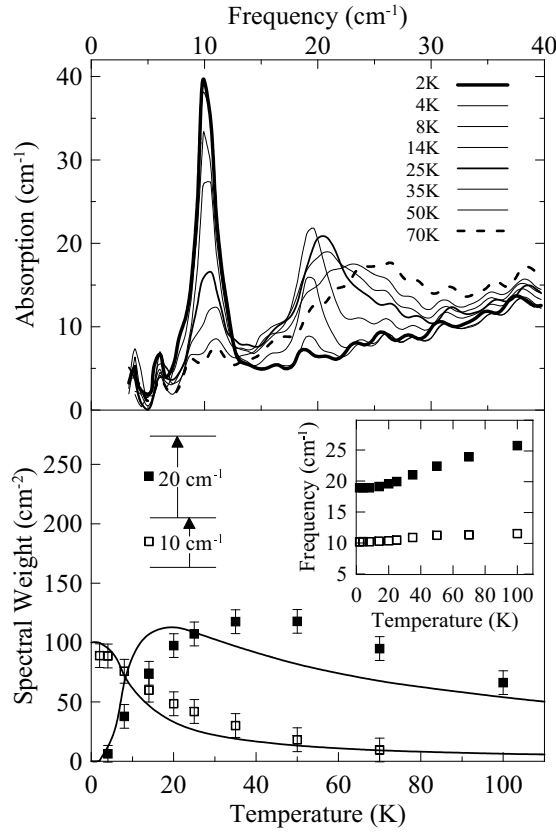 Frequency (cm-1)
0 10 20 30 40
Absorption (cm-1)
40
30
20
10
0
2K
4K
8K
14K
25K
35K
50K
70K
Spectral Weight (cm-2)
250
200
150
100
50
0
20 cm-1
10 cm-1
Frequency (cm-1)
25
20
15
10
5
0 20 40 60 80 100
Temperature (K)
0 20 40 60 80 100
Temperature (K)